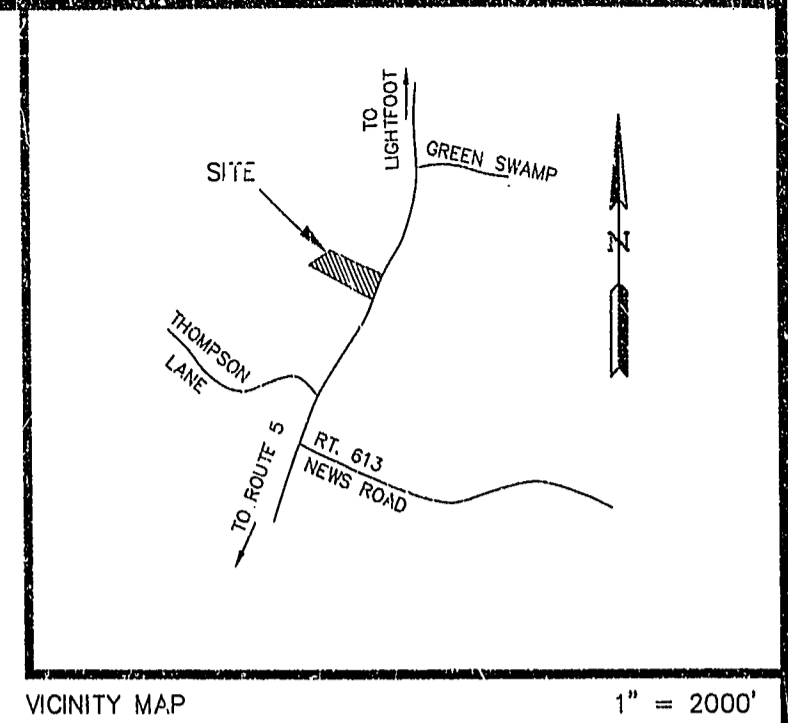 TO
LIGHTFOOT
GREEN SWAMP
SITE
N
THOMPSON
LANE
TO ROUTE 5
RT. 613
NEWS ROAD
VICINITY MAP
1" = 2000'